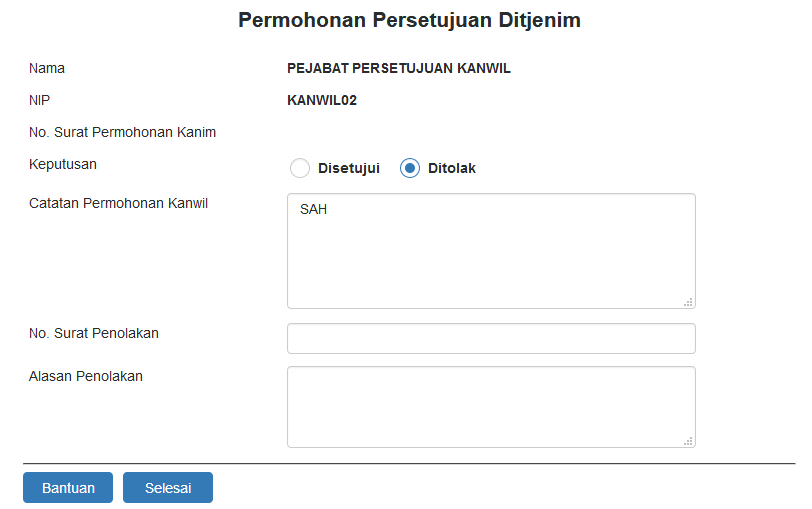 Permohonan Persetujuan Ditjenim
Nama PEJABAT PERSETUJUAN KANWIL
NIP KANWIL02
No. Surat Permohonan Kanim
Keputusan Disetujui Ditolak
Catatan Permohonan Kanwil SAH
No. Surat Penolakan
Alasan Penolakan
Bantuan Selesai